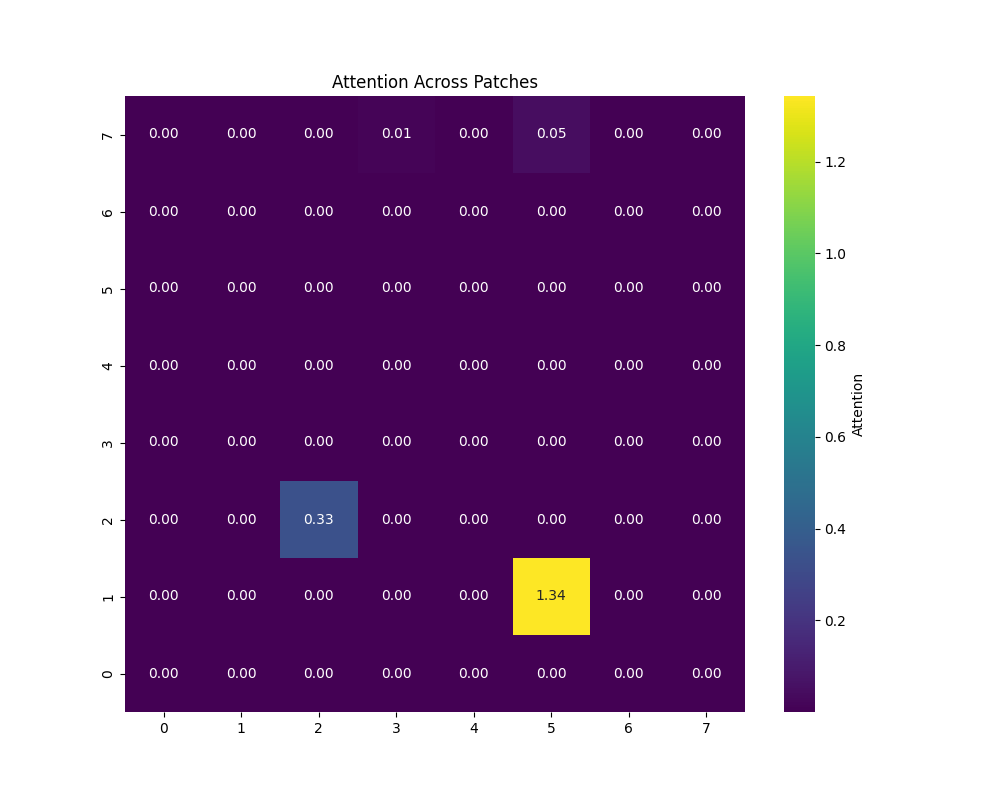 Attention Across Patches
7 0.00 0.00 0.00 0.01 0.00 0.05 0.00 0.00
6 0.00 0.00 0.00 0.00 0.00 0.00 0.00 0.00
5 0.00 0.00 0.00 0.00 0.00 0.00 0.00 0.00
4 0.00 0.00 0.00 0.00 0.00 0.00 0.00 0.00
3 0.00 0.00 0.00 0.00 0.00 0.00 0.00 0.00
2 0.00 0.00 0.33 0.00 0.00 0.00 0.00 0.00
1 0.00 0.00 0.00 0.00 0.00 1.34 0.00 0.00
0 0.00 0.00 0.00 0.00 0.00 0.00 0.00 0.00
0 1 2 3 4 5 6 7
1.2
1.0
0.8
0.6
0.4
0.2
Attention